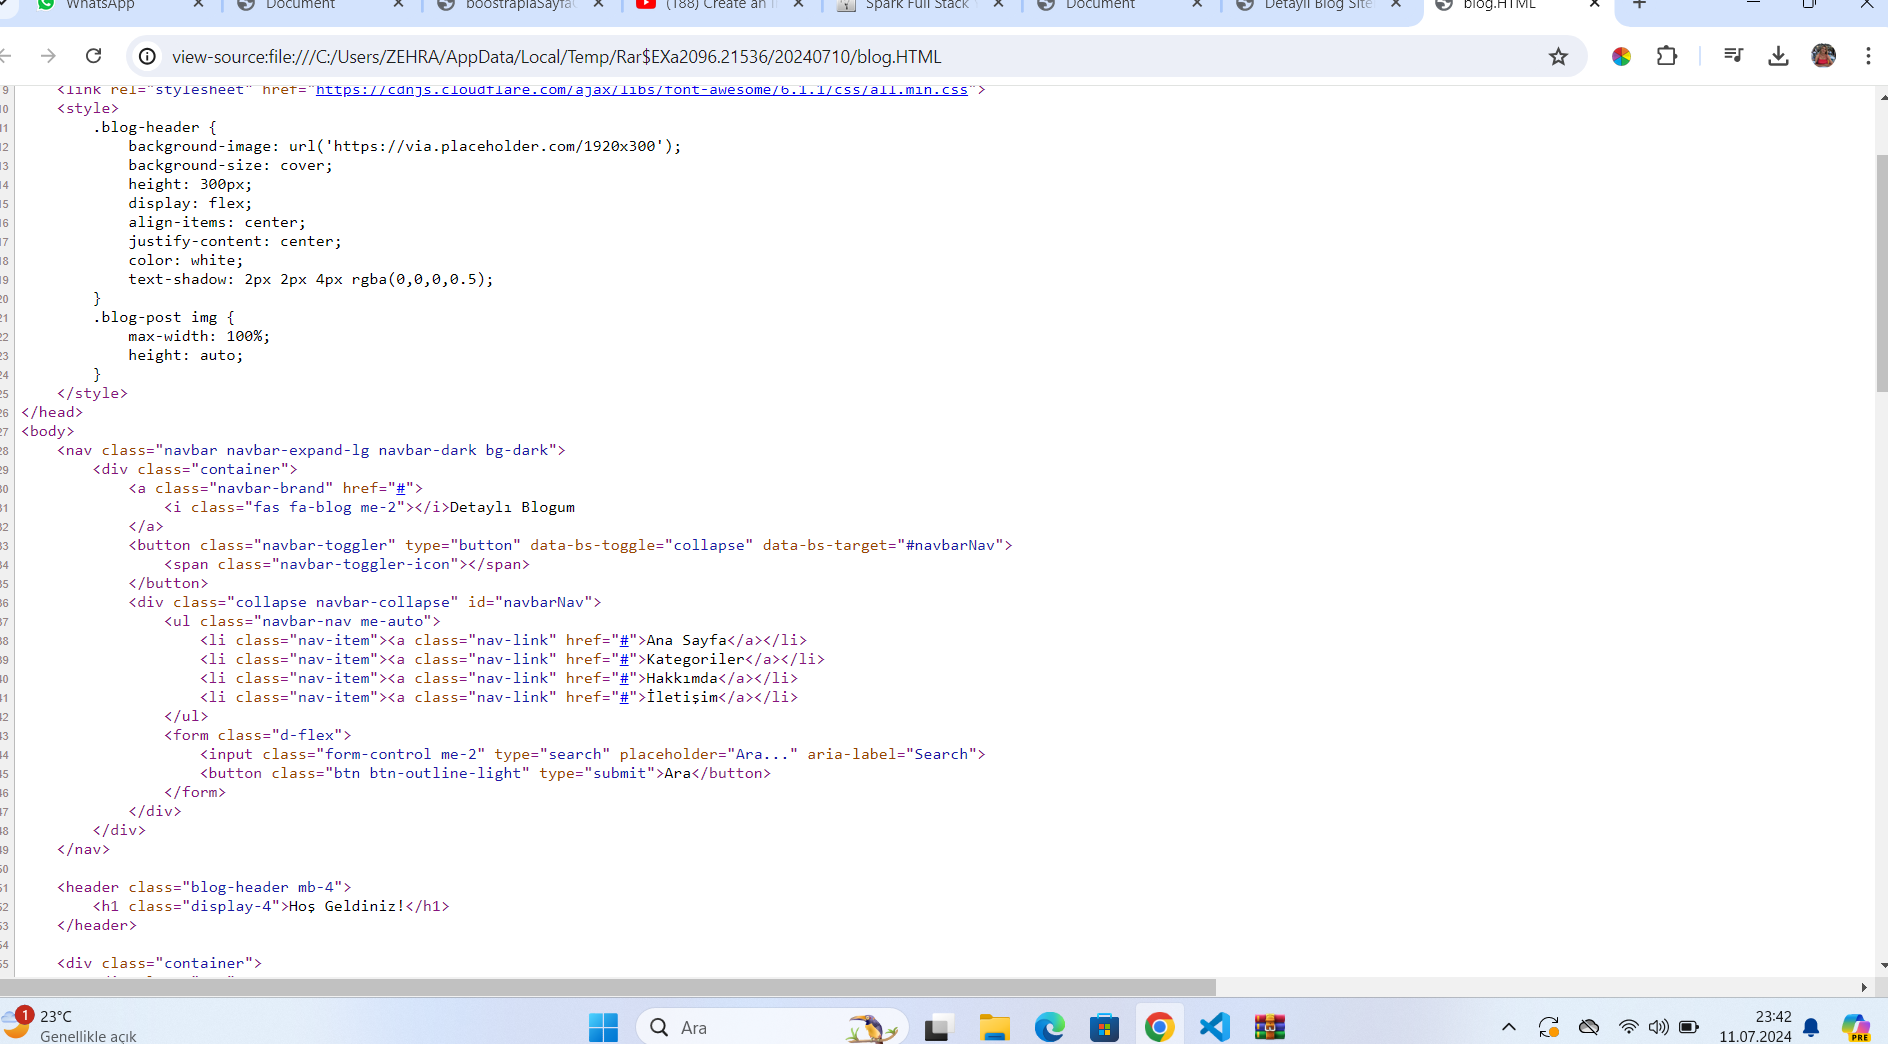 WhatsApp
Document
boostrapiaSayfa
(188) Create an I
Spark Full Stack
Document
Detaylı Blog Site
blog.HTML
view-source:file:///C:/Users/ZEHRA/AppData/Local/Temp/Rar$EXa2096.21536/20240710/blog.HTML
9 <link rel="stylesheet" href="https://cdnjs.cloudflare.com/ajax/libs/font-awesome/6.1.1/css/all.min.css">
10 <style>
11 .blog-header {
12 background-image: url('https://via.placeholder.com/1920x300');
13 background-size: cover;
14 height: 300px;
15 display: flex;
16 align-items: center;
17 justify-content: center;
18 color: white;
19 text-shadow: 2px 2px 4px rgba(0,0,0,0.5);
20 }
21 .blog-post img {
22 max-width: 100%;
23 height: auto;
24 }
25 </style>
26 </head>
27 <body>
28 <nav class="navbar navbar-expand-lg navbar-dark bg-dark">
29 <div class="container">
30 <a class="navbar-brand" href="#">
31 <i class="fas fa-blog me-2"></i>Detaylı Blogum
32 </a>
33 <button class="navbar-toggler" type="button" data-bs-toggle="collapse" data-bs-target="#navbarNav">
34 <span class="navbar-toggler-icon"></span>
35 </button>
36 <div class="collapse navbar-collapse" id="navbarNav">
37 <ul class="navbar-nav me-auto">
38 <li class="nav-item"><a class="nav-link" href="#">Ana Sayfa</a></li>
39 <li class="nav-item"><a class="nav-link" href="#">Kategoriler</a></li>
40 <li class="nav-item"><a class="nav-link" href="#">Hakkımda</a></li>
41 <li class="nav-item"><a class="nav-link" href="#">İletişim</a></li>
42 </ul>
43 <form class="d-flex">
44 <input class="form-control me-2" type="search" placeholder="Ara..." aria-label="Search">
45 <button class="btn btn-outline-light" type="submit">Ara</button>
46 </form>
47 </div>
48 </div>
49 </nav>
50
51 <header class="blog-header mb-4">
52 <h1 class="display-4">Hoş Geldiniz!</h1>
53 </header>
54
55 <div class="container">
1
23°C
Genellikle açık
Ara
23:42
11.07.2024
PRE